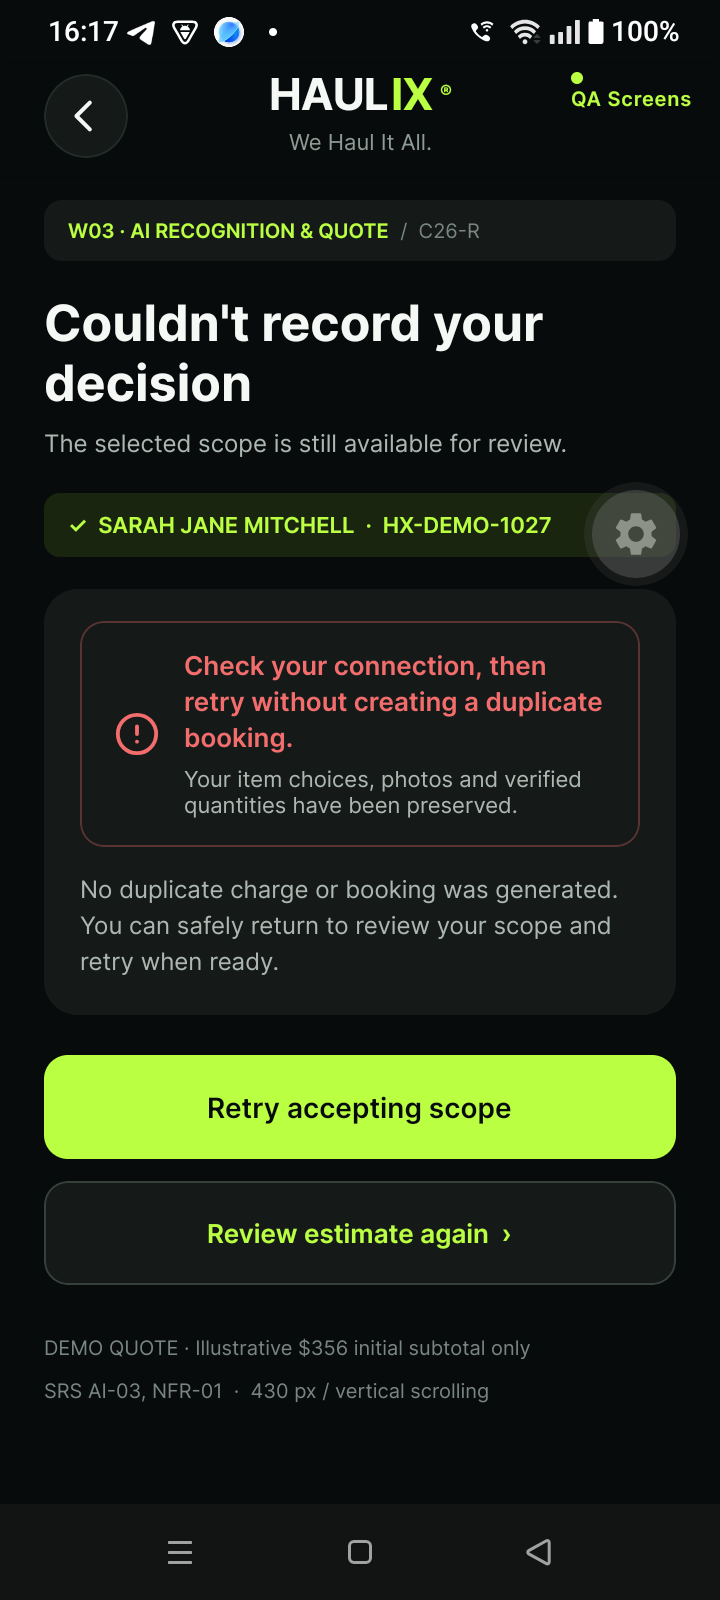 16:17
100%
HAULIX ®
QA Screens
We Haul It All.
W03 · AI RECOGNITION & QUOTE / C26-R
Couldn't record your
decision
The selected scope is still available for review.
✓ SARAH JANE MITCHELL · HX-DEMO-1027
Check your connection, then
retry without creating a duplicate
booking.
Your item choices, photos and verified
quantities have been preserved.
No duplicate charge or booking was generated.
You can safely return to review your scope and
retry when ready.
Retry accepting scope
Review estimate again ›
DEMO QUOTE · Illustrative $356 initial subtotal only
SRS AI-03, NFR-01 · 430 px / vertical scrolling